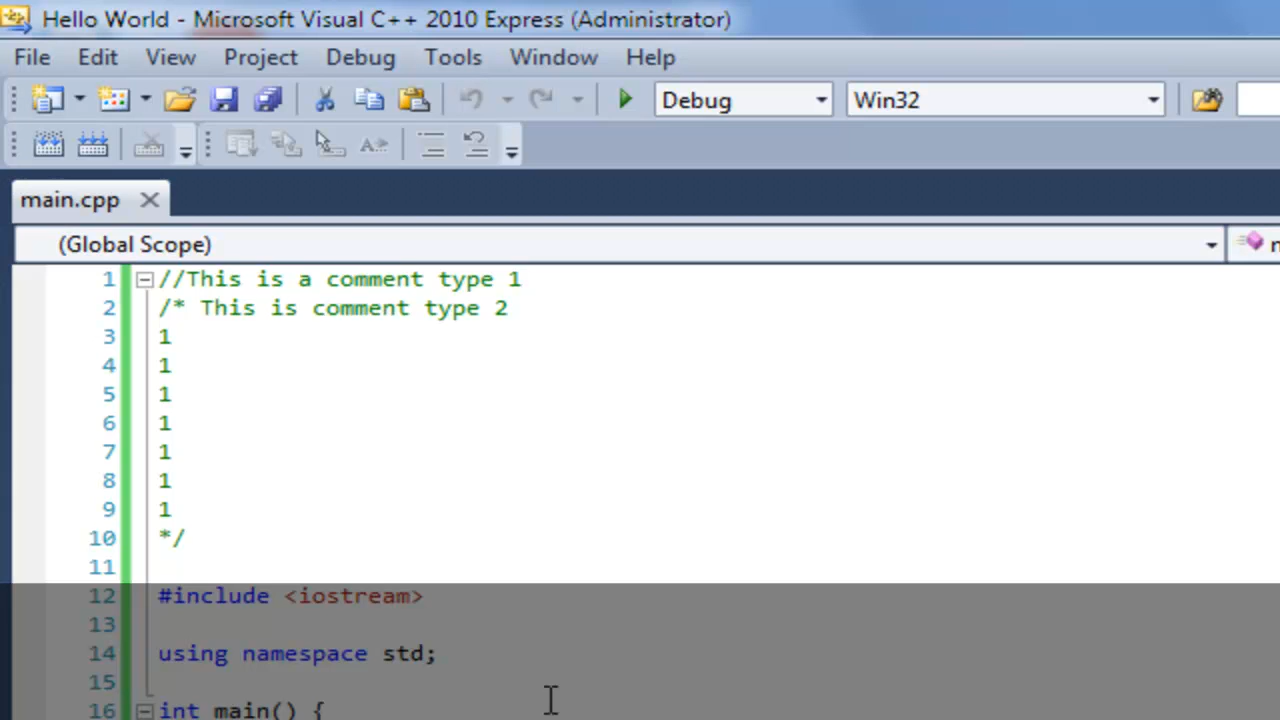 Hello World - Microsoft Visual C++ 2010 Express (Administrator)
File Edit View Project Debug Tools Window Help
Debug Win32
main.cpp
(Global Scope)
1 //This is a comment type 1
2 /* This is comment type 2
3 1
4 1
5 1
6 1
7 1
8 1
9 1
10 */
11
12 #include <iostream>
13
14 using namespace std;
15
16 int main() {